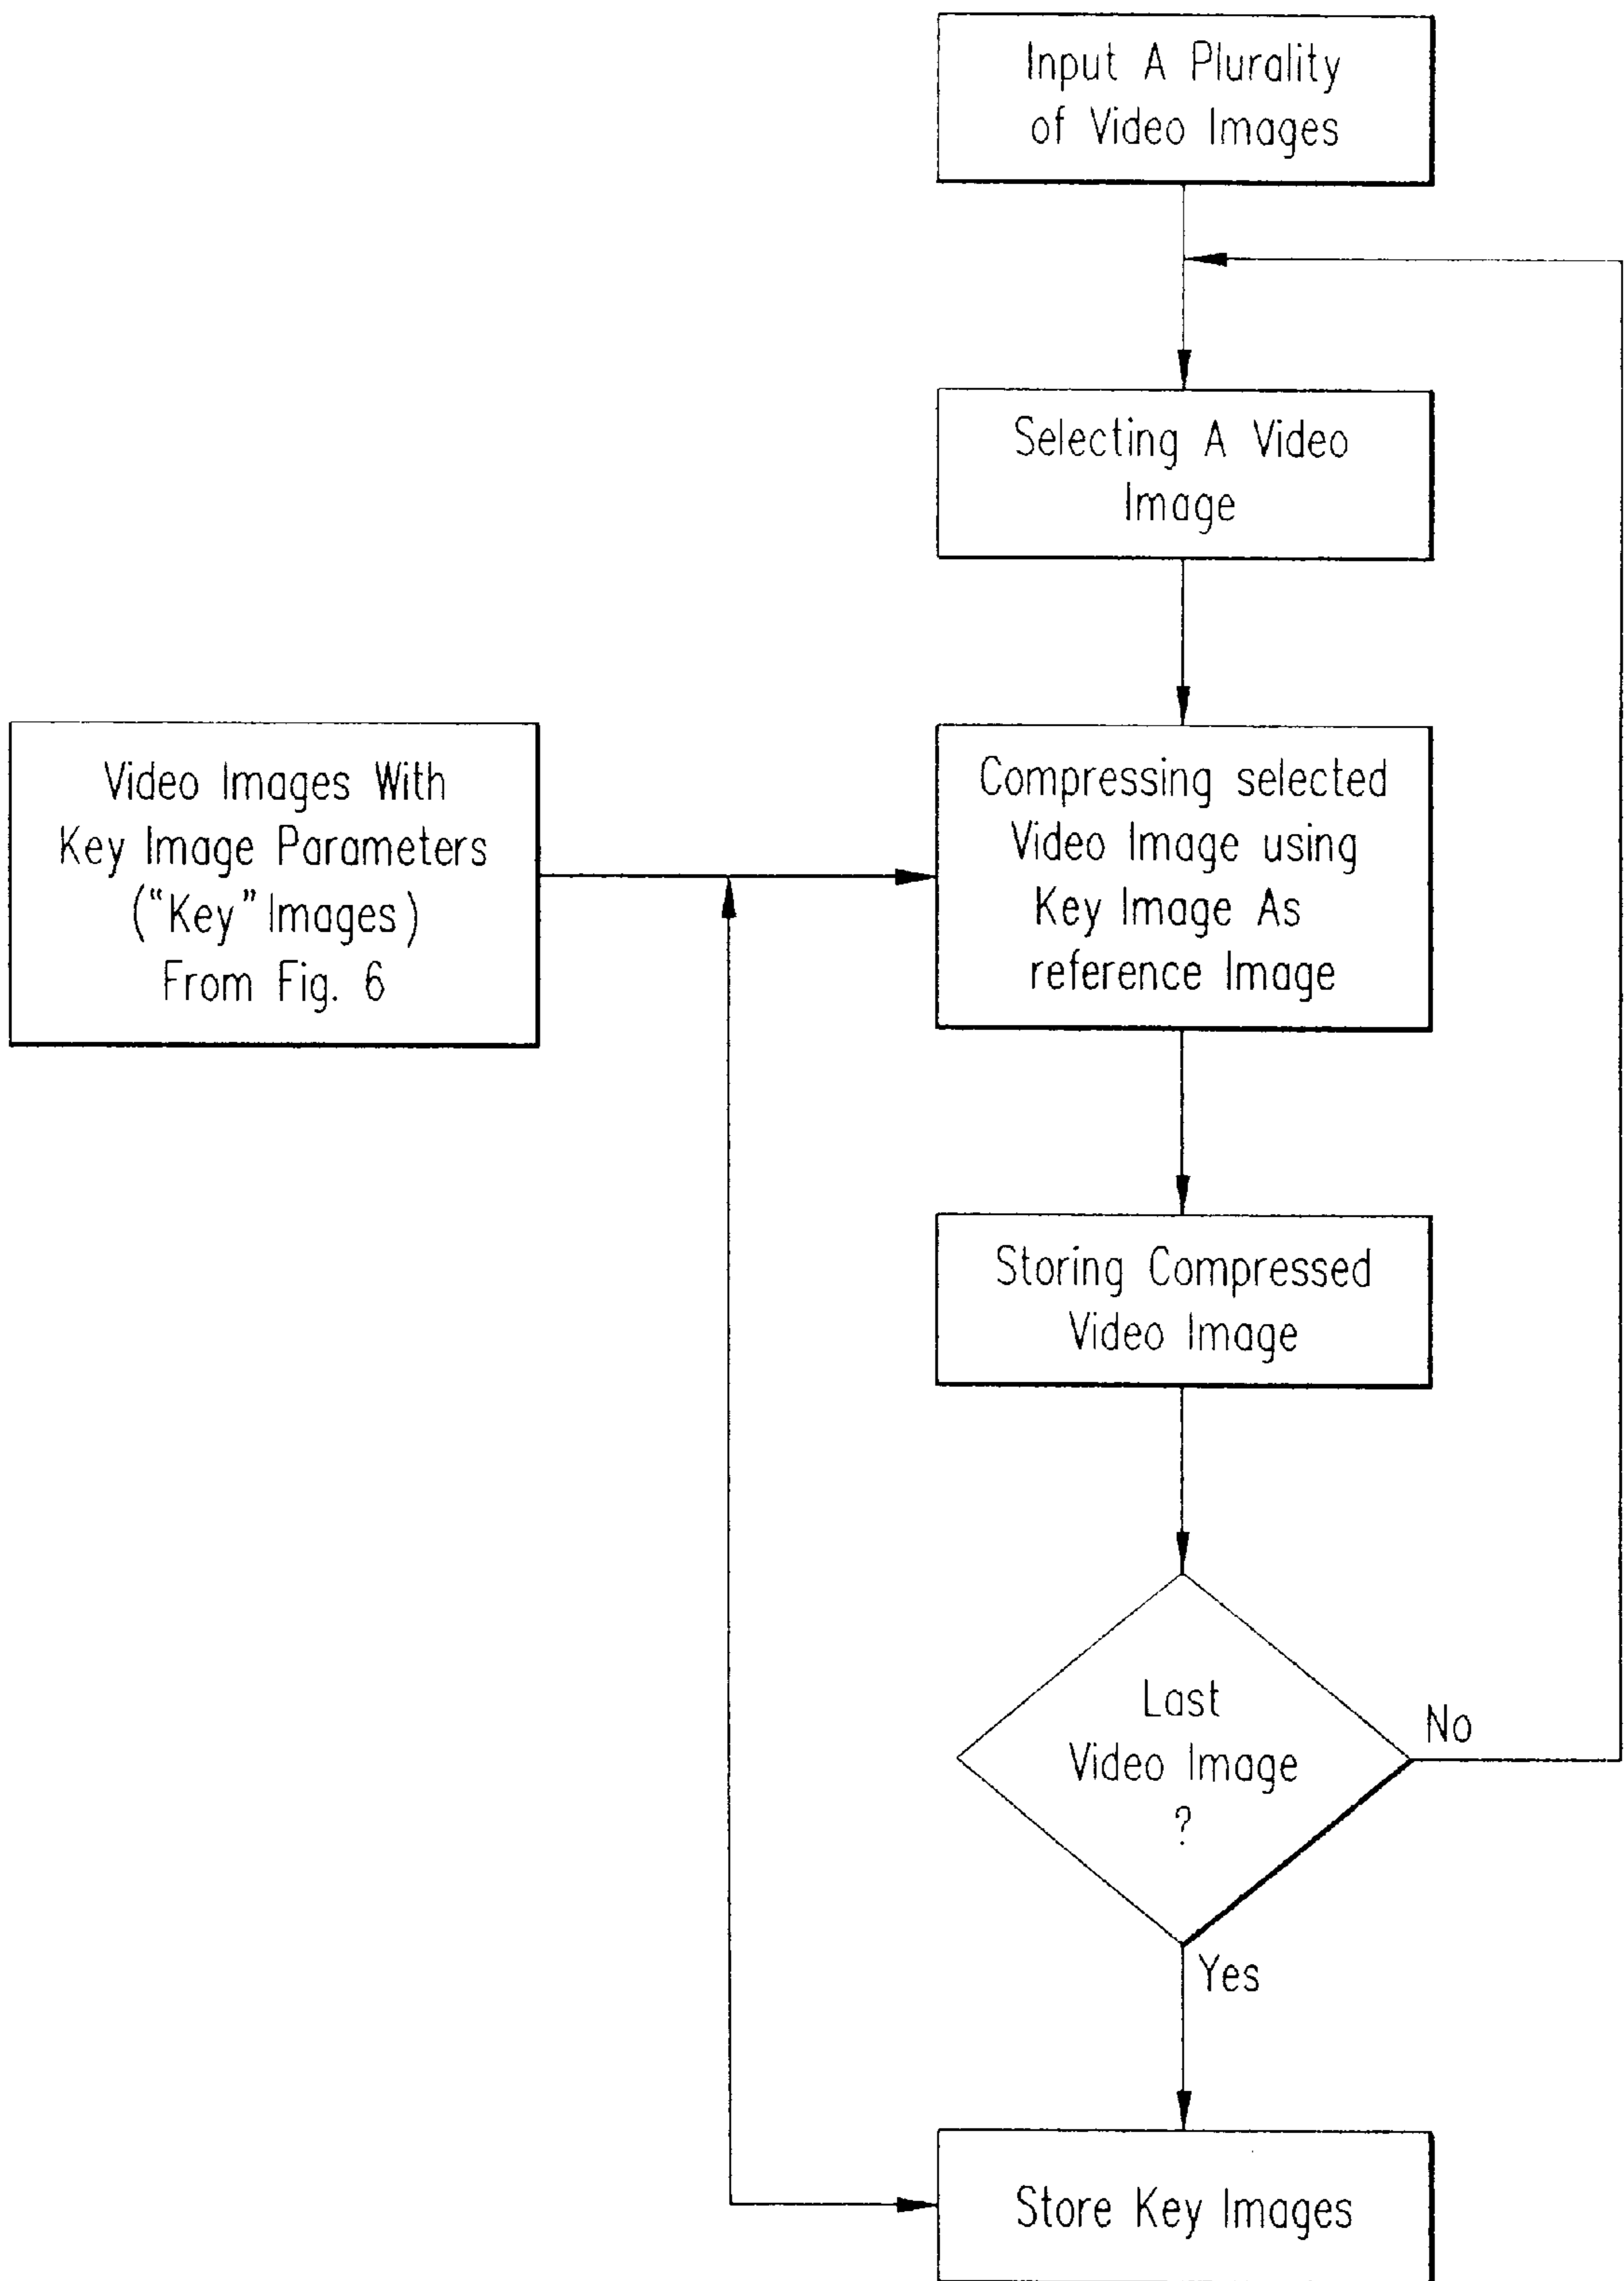 Input A Plurality
of Video Images
Selecting A Video
Image
Video Images With
Key Image Parameters
("Key" Images)
From Fig. 6
Compressing selected
Video Image using
Key Image As
reference Image
Storing Compressed
Video Image
Last
Video Image
?
No
Yes
Store Key Images